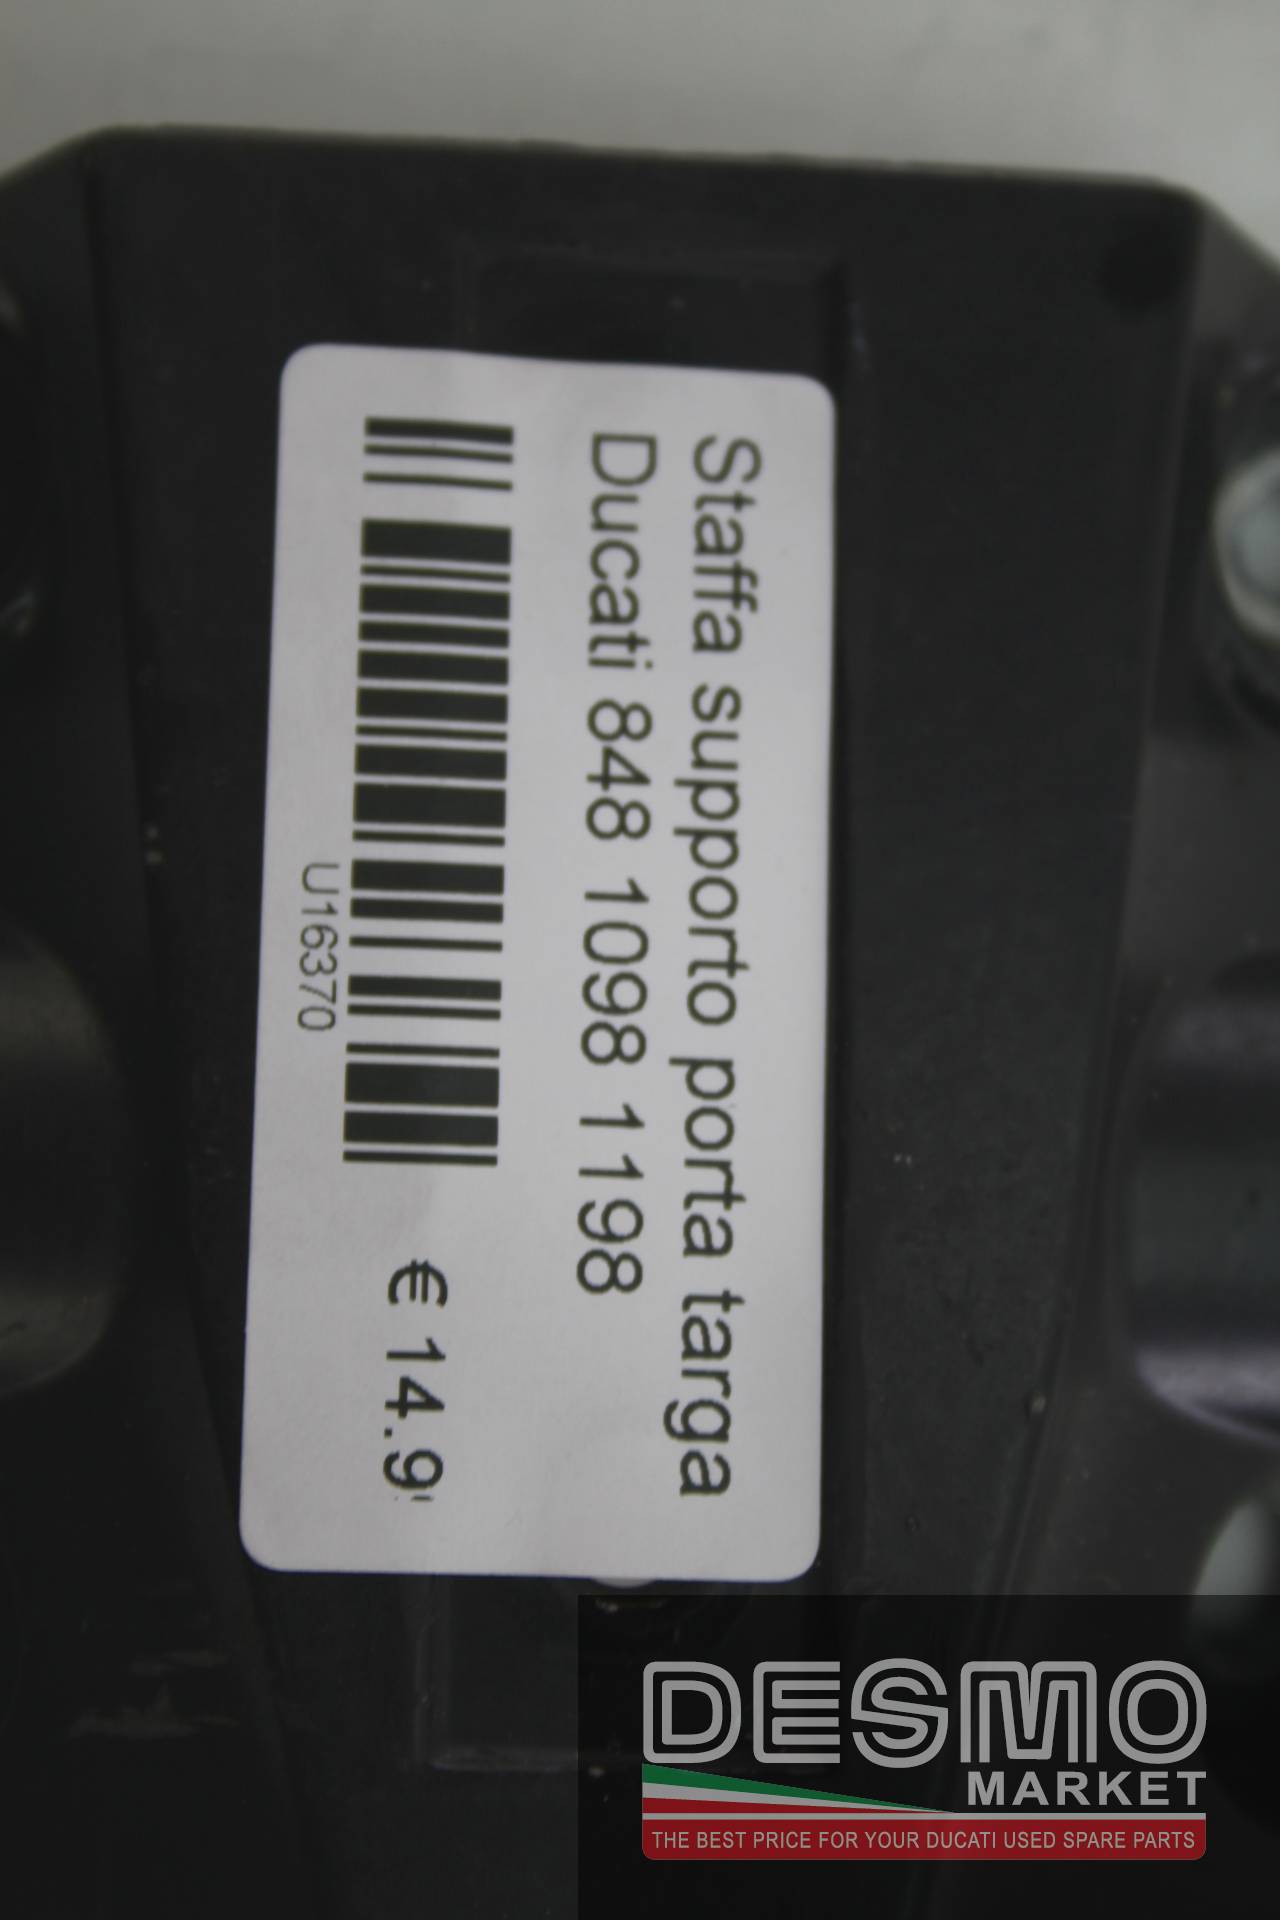 Staffa supporto porta targa
Ducati 848 1098 1198
U16370
€ 14.9
DESMO
MARKET
THE BEST PRICE FOR YOUR DUCATI USED SPARE PARTS